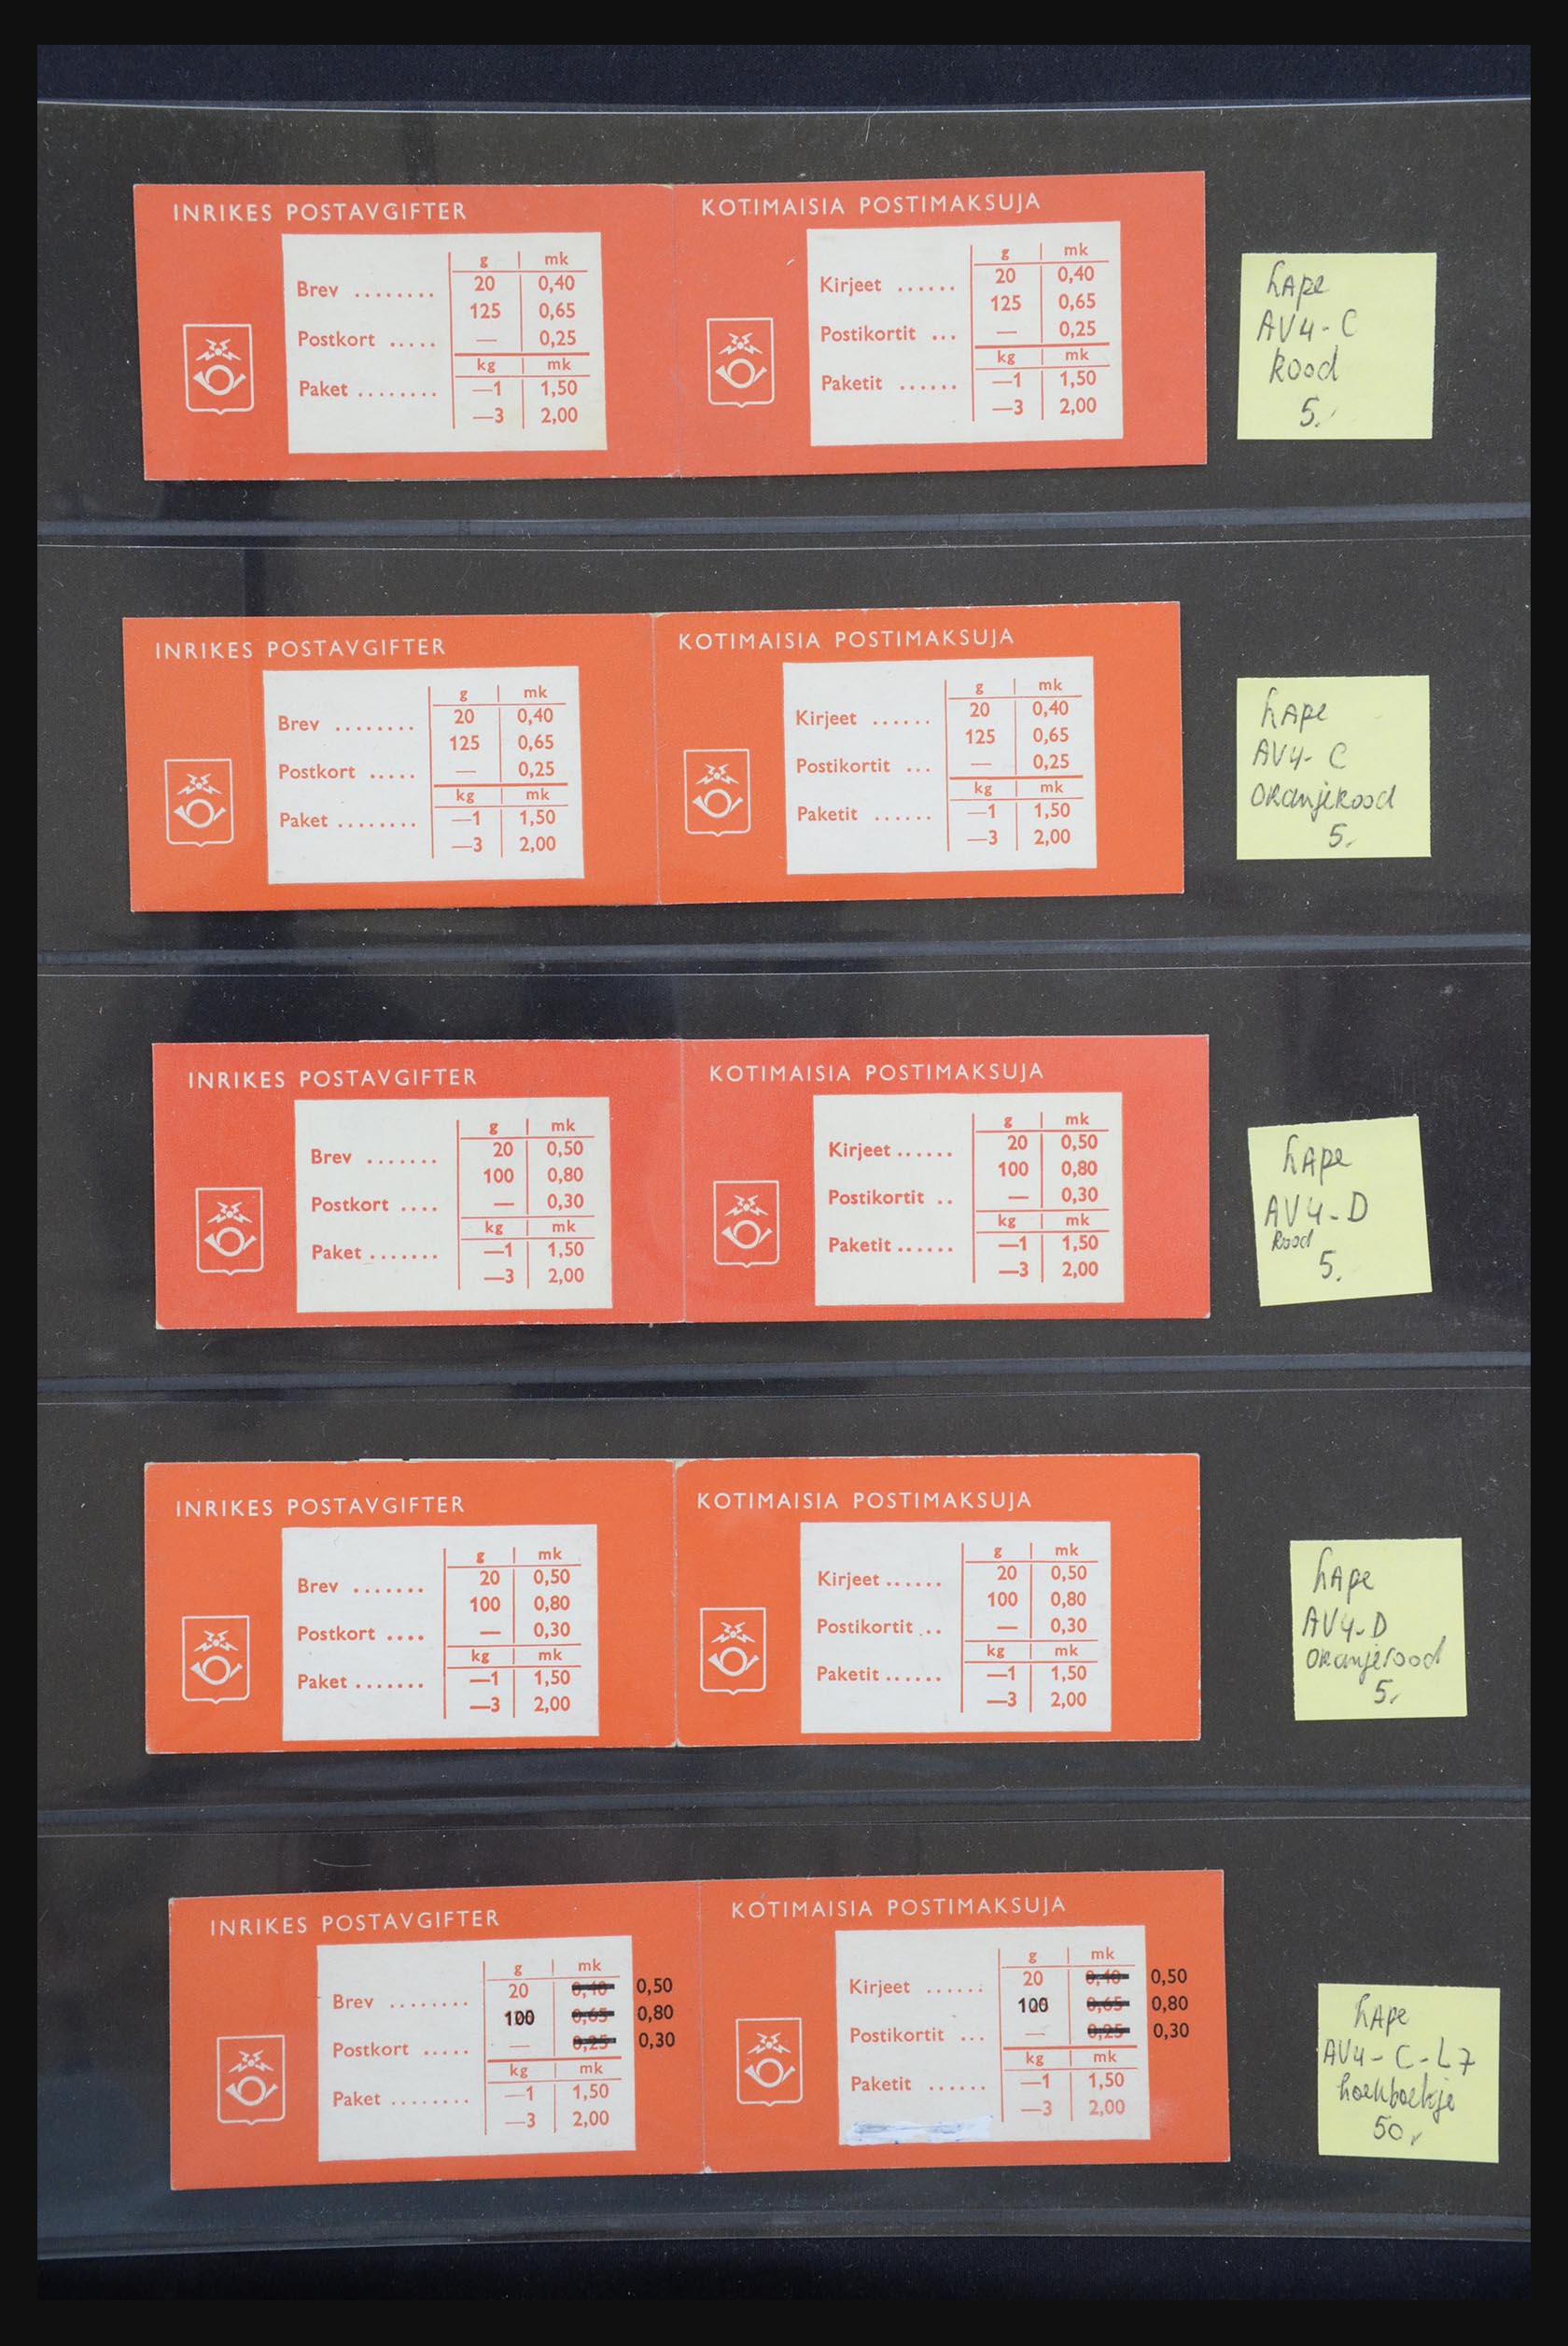 INRIKES POSTAVGIFTER
g | mk
Brev ........ 20 0,40
125 0,65
Postkort ..... — 0,25
kg | mk
Paket ........ —1 1,50
—3 2,00
KOTIMAISIA POSTIMAKSUJA
g | mk
Kirjeet ...... 20 0,40
125 0,65
Postikortit ... — 0,25
kg | mk
Paketit ...... —1 1,50
—3 2,00
hApe
AV4-C
Rood
5,
INRIKES POSTAVGIFTER
g | mk
Brev ........ 20 0,40
125 0,65
Postkort ..... — 0,25
kg | mk
Paket ........ —1 1,50
—3 2,00
KOTIMAISIA POSTIMAKSUJA
g | mk
Kirjeet ...... 20 0,40
125 0,65
Postikortit ... — 0,25
kg | mk
Paketit ...... —1 1,50
—3 2,00
hApe
AV4-C
ORanjeRood
5,
INRIKES POSTAVGIFTER
g | mk
Brev ....... 20 0,50
100 0,80
Postkort .... — 0,30
kg | mk
Paket ....... —1 1,50
—3 2,00
KOTIMAISIA POSTIMAKSUJA
g | mk
Kirjeet ...... 20 0,50
100 0,80
Postikortit .. — 0,30
kg | mk
Paketit ...... —1 1,50
—3 2,00
hApe
AV4-D
Rood
5.
INRIKES POSTAVGIFTER
g | mk
Brev ....... 20 0,50
100 0,80
Postkort .... — 0,30
kg | mk
Paket ....... —1 1,50
—3 2,00
KOTIMAISIA POSTIMAKSUJA
g | mk
Kirjeet ...... 20 0,50
100 0,80
Postikortit .. — 0,30
kg | mk
Paketit ...... —1 1,50
—3 2,00
hApe
AV4-D
ORanjerood
5,
INRIKES POSTAVGIFTER
g | mk
Brev ........ 20 0,40 0,50
100 0,65 0,80
Postkort ..... — 0,25 0,30
kg | mk
Paket ........ —1 1,50
—3 2,00
KOTIMAISIA POSTIMAKSUJA
g | mk
Kirjeet ...... 20 0,40 0,50
100 0,65 0,80
Postikortit ... — 0,25 0,30
kg | mk
Paketit ...... —1 1,50
—3 2,00
hApe
AV4-C-L7
hoekboekje
50,